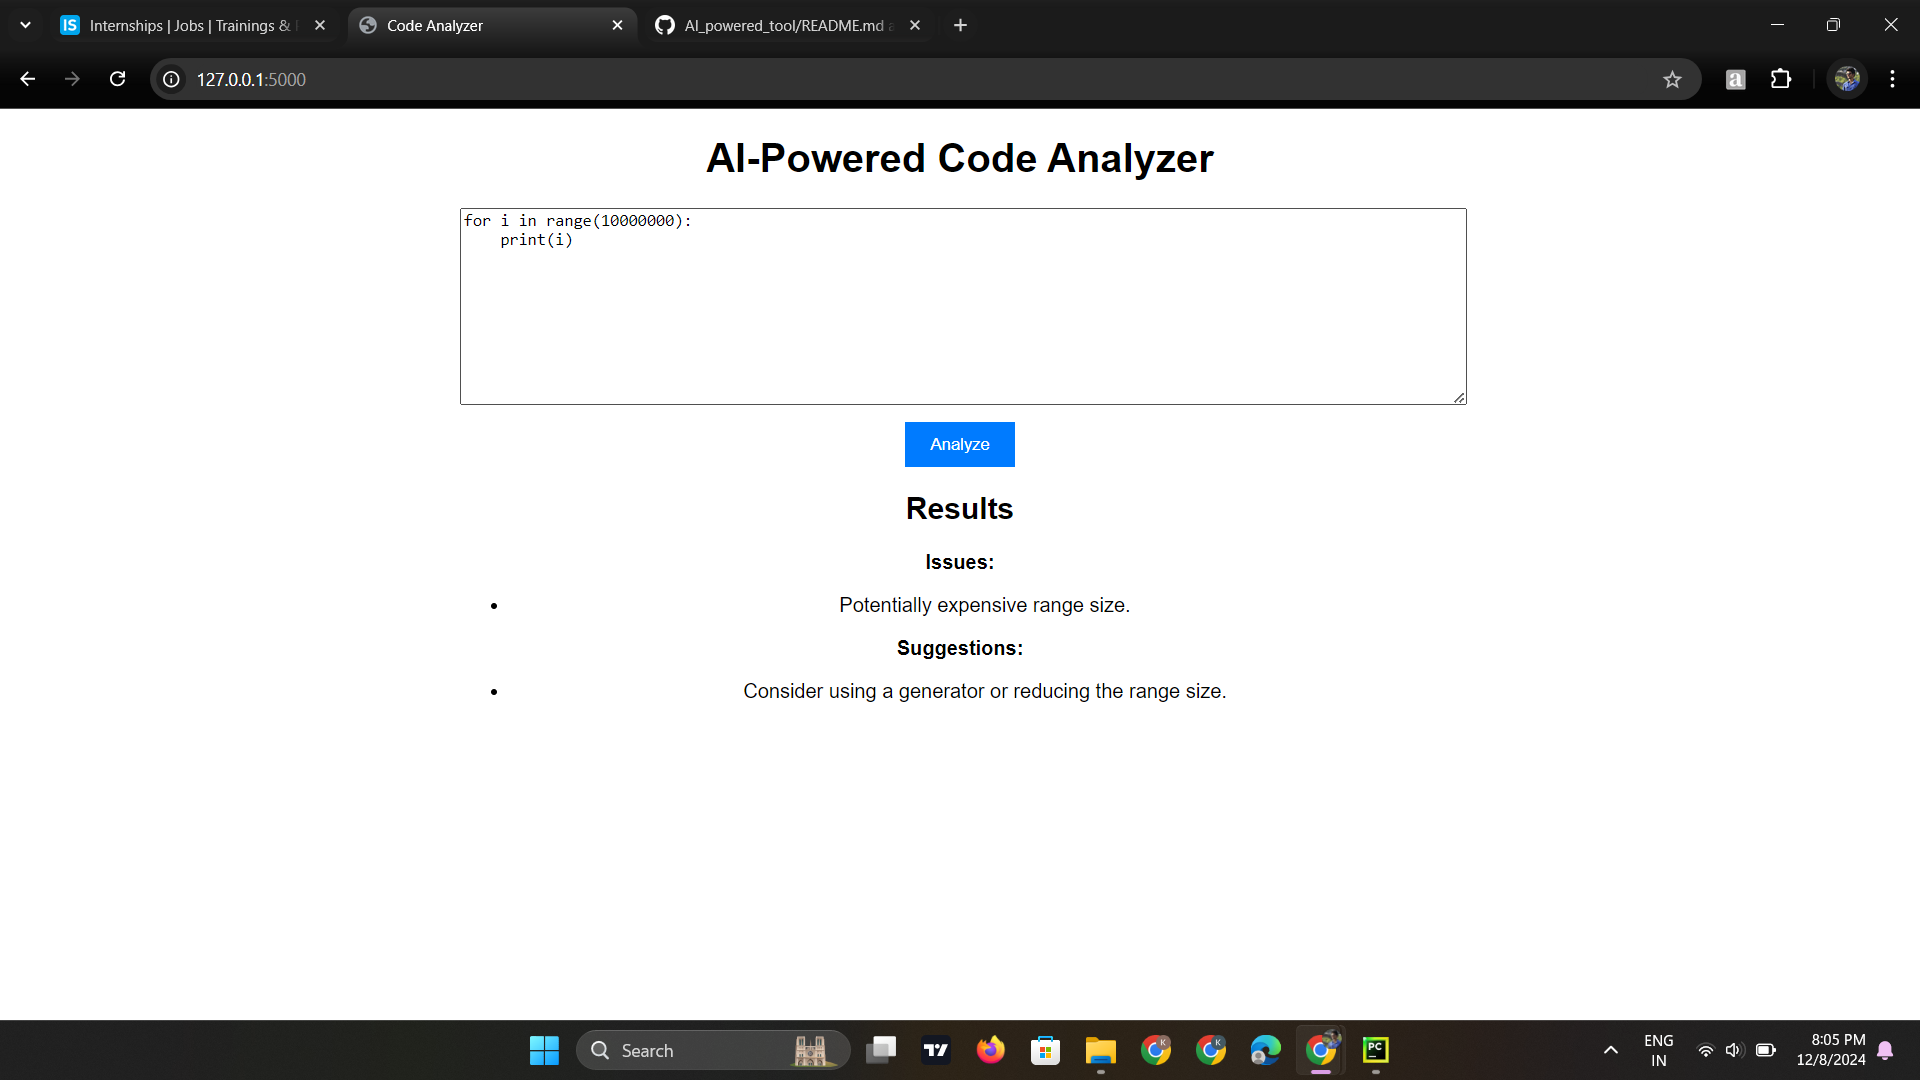 Internships | Jobs | Trainings &
Code Analyzer
AI_powered_tool/README.md
127.0.0.1:5000
AI-Powered Code Analyzer
for i in range(10000000):
    print(i)
Analyze
Results
Issues:
Potentially expensive range size.
Suggestions:
Consider using a generator or reducing the range size.
Search
ENG
IN
8:05 PM
12/8/2024